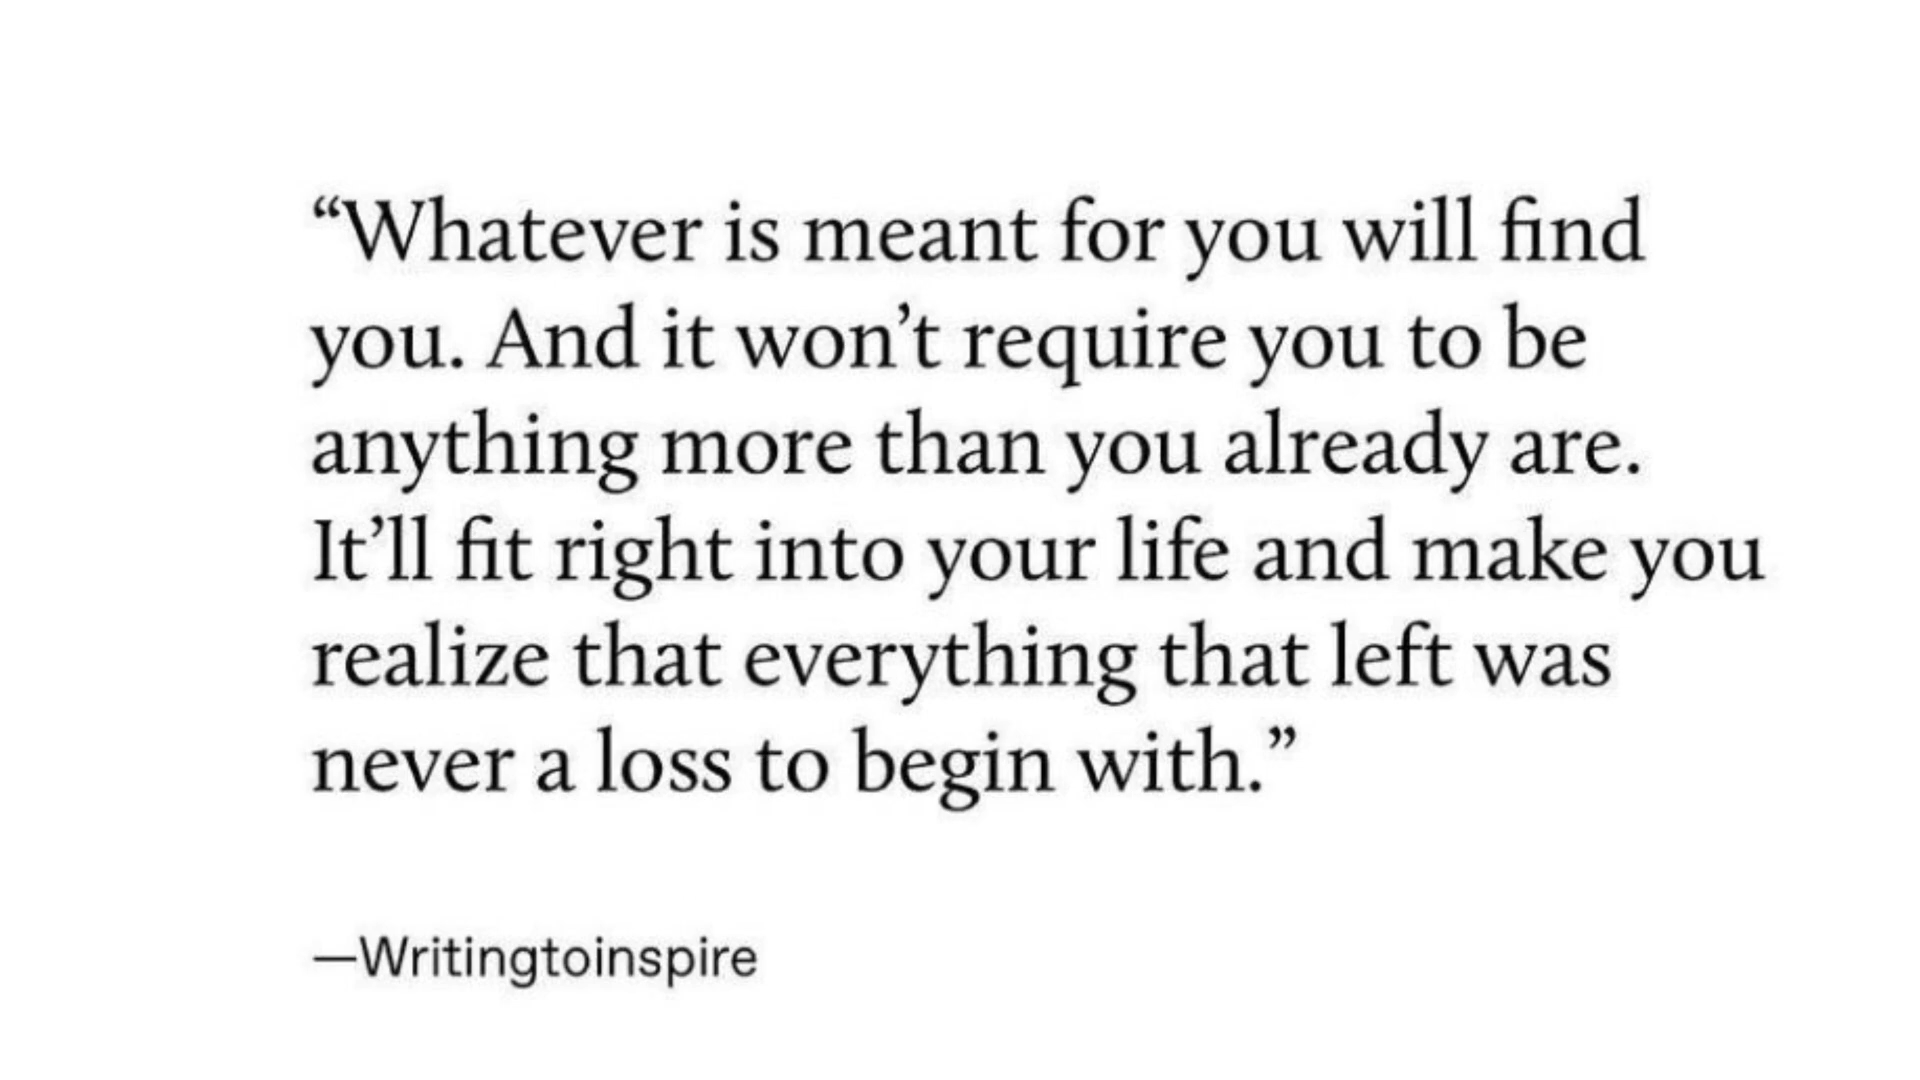 “Whatever is meant for you will find
you. And it won’t require you to be
anything more than you already are.
It’ll fit right into your life and make you
realize that everything that left was
never a loss to begin with.”
—Writingtoinspire